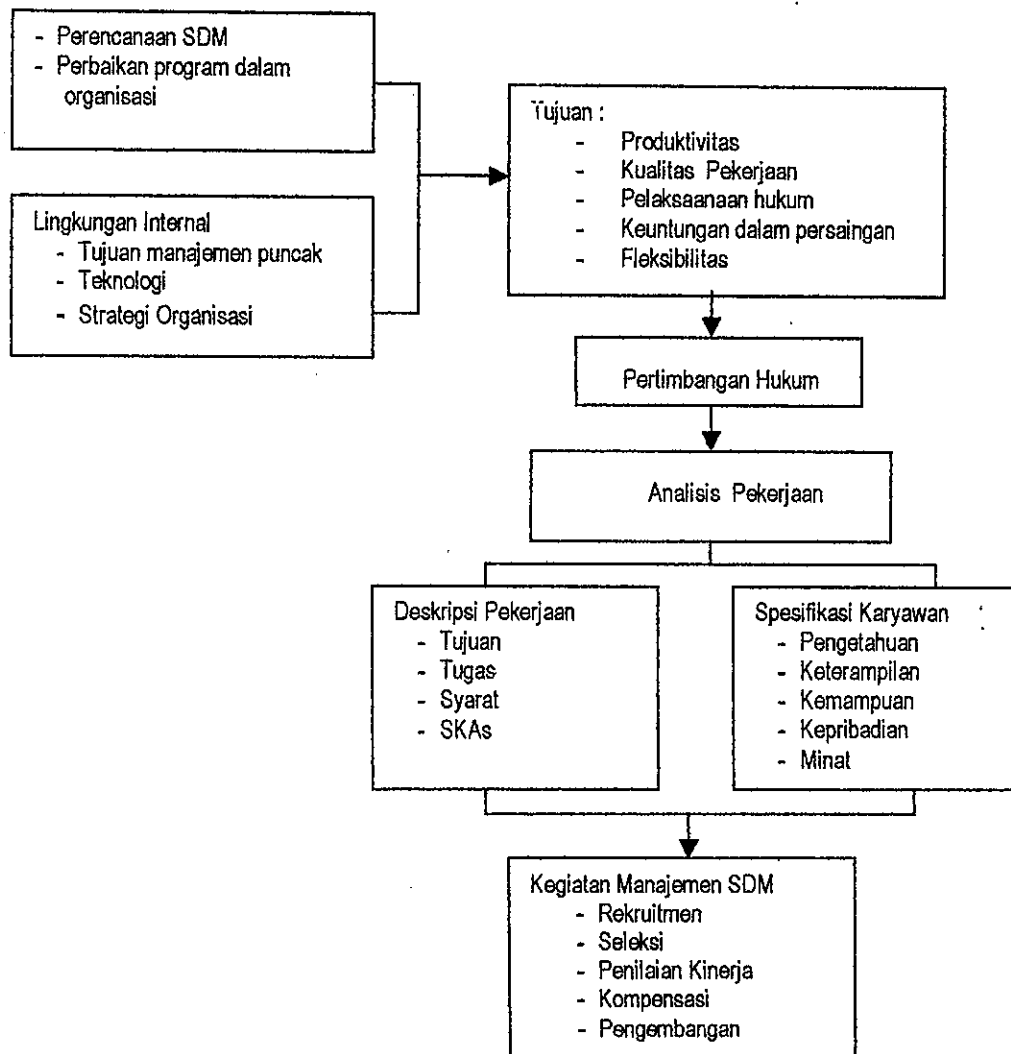 - Perencanaan SDM
- Perbaikan program dalam
organisasi
Lingkungan Internal
- Tujuan manajemen puncak
- Teknologi
- Strategi Organisasi
Tujuan :
- Produktivitas
- Kualitas Pekerjaan
- Pelaksaanaan hukum
- Keuntungan dalam persaingan
- Fleksibilitas
Pertimbangan Hukum
Analisis Pekerjaan
Deskripsi Pekerjaan
- Tujuan
- Tugas
- Syarat
- SKAs
Spesifikasi Karyawan
- Pengetahuan
- Keterampilan
- Kemampuan
- Kepribadian
- Minat
Kegiatan Manajemen SDM
- Rekruitmen
- Seleksi
- Penilaian Kinerja
- Kompensasi
- Pengembangan